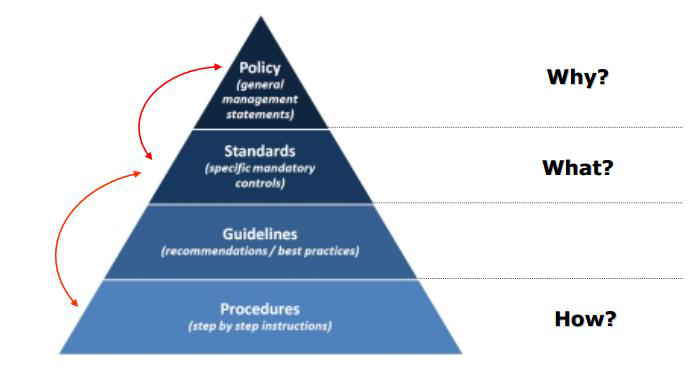 Policy
(general
management
statements)
Why?
Standards
(specific mandatory
controls)
What?
Guidelines
(recommendations / best practices)
Procedures
(step by step instructions)
How?